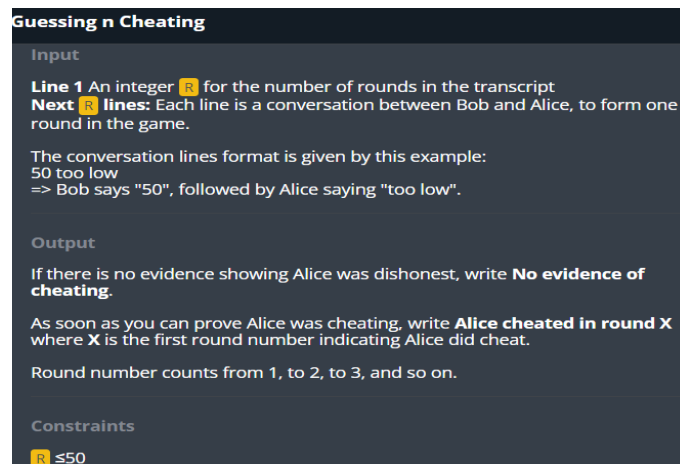 Guessing n Cheating
Input
Line 1 An integer R for the number of rounds in the transcript
Next R lines: Each line is a conversation between Bob and Alice, to form one
round in the game.
The conversation lines format is given by this example:
50 too low
=> Bob says "50", followed by Alice saying "too low".
Output
If there is no evidence showing Alice was dishonest, write No evidence of
cheating.
As soon as you can prove Alice was cheating, write Alice cheated in round X
where X is the first round number indicating Alice did cheat.
Round number counts from 1, to 2, to 3, and so on.
Constraints
R ≤50